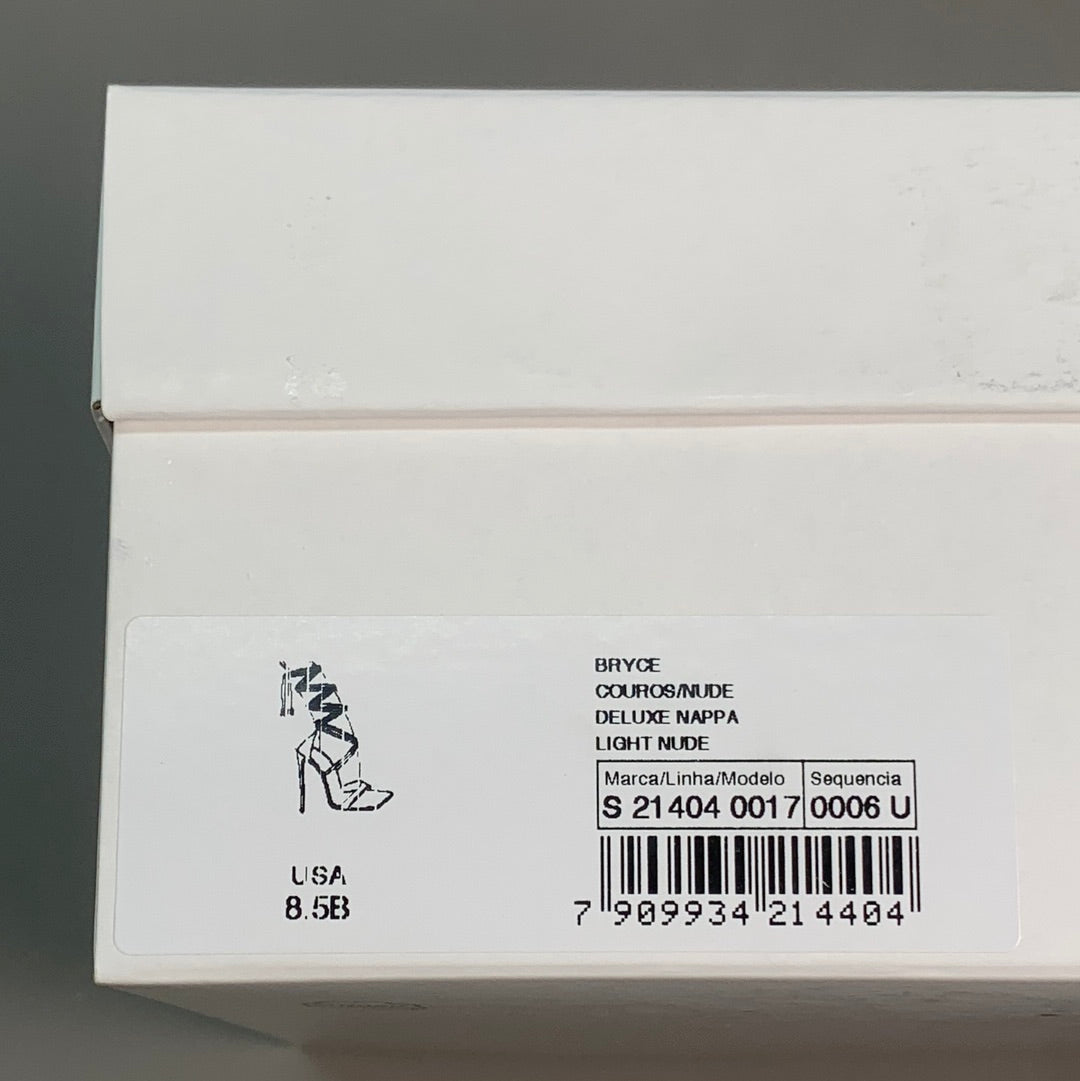 BRYCE
COUROS/NUDE
DELUXE NAPPA
LIGHT NUDE
Marca/Linha/Modelo Sequencia
S 21404 0017 0006 U
7 909934 214404
USA
8.5B